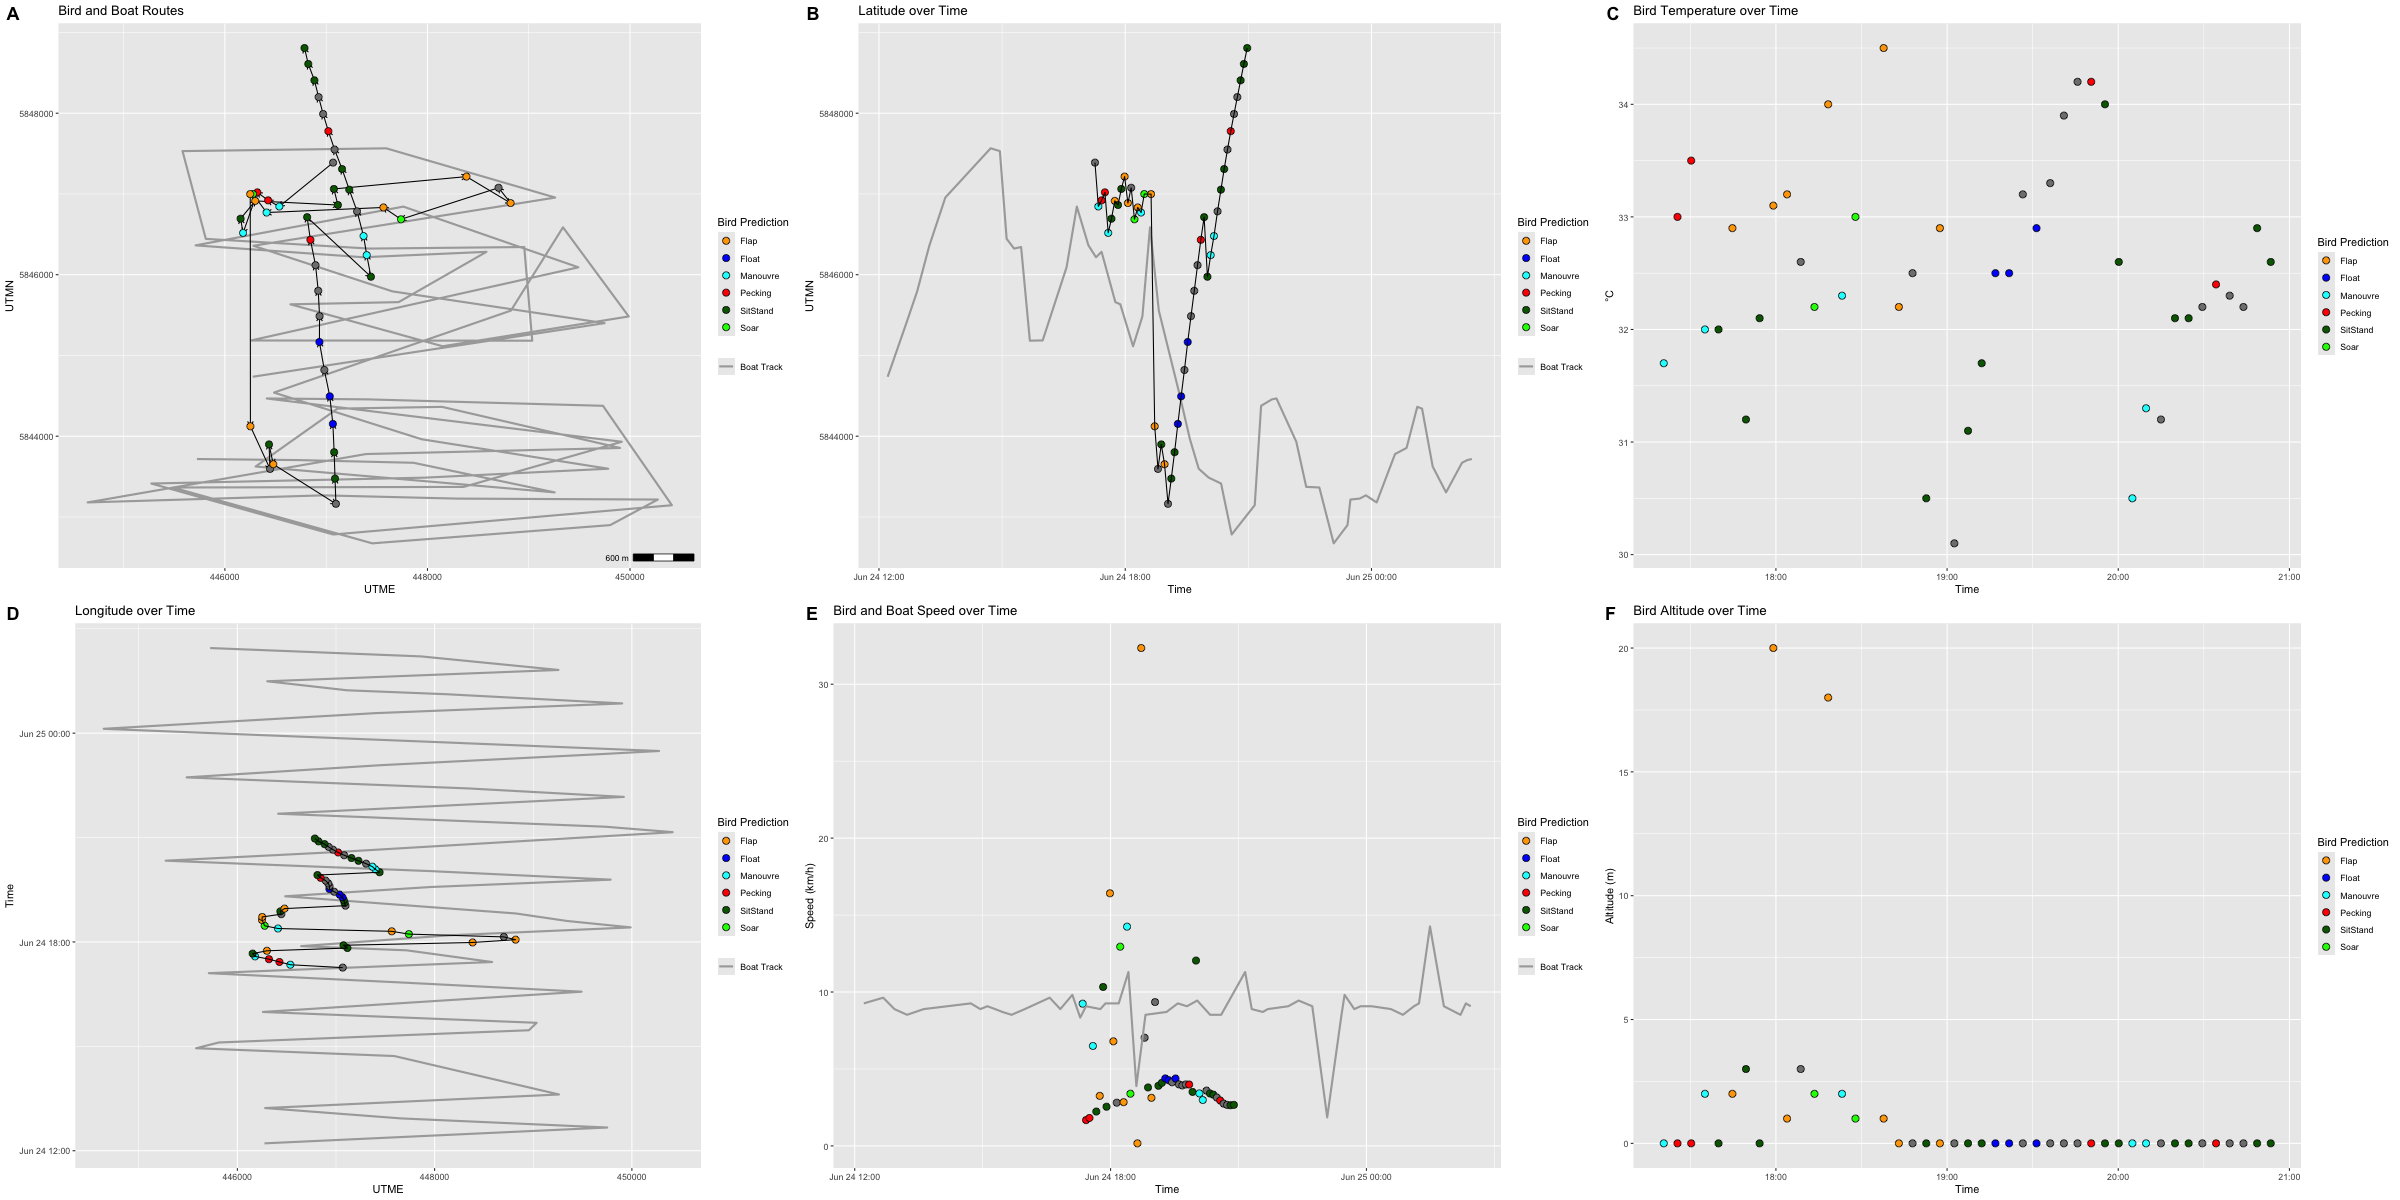 A
Bird and Boat Routes
5848000
5846000
5844000
UTMN
446000
448000
450000
UTME
600 m
Bird Prediction
Flap
Float
Manouvre
Pecking
SitStand
Soar
Boat Track
B
Latitude over Time
5848000
5846000
5844000
UTMN
Jun 24 12:00
Jun 24 18:00
Jun 25 00:00
Time
Bird Prediction
Flap
Float
Manouvre
Pecking
SitStand
Soar
Boat Track
C
Bird Temperature over Time
34
33
32
31
30
°C
18:00
19:00
20:00
21:00
Time
Bird Prediction
Flap
Float
Manouvre
Pecking
SitStand
Soar
D
Longitude over Time
Jun 25 00:00
Jun 24 18:00
Jun 24 12:00
Time
446000
448000
450000
UTME
Bird Prediction
Flap
Float
Manouvre
Pecking
SitStand
Soar
Boat Track
E
Bird and Boat Speed over Time
30
20
10
0
Speed (km/h)
Jun 24 12:00
Jun 24 18:00
Jun 25 00:00
Time
Bird Prediction
Flap
Float
Manouvre
Pecking
SitStand
Soar
Boat Track
F
Bird Altitude over Time
20
15
10
5
0
Altitude (m)
18:00
19:00
20:00
21:00
Time
Bird Prediction
Flap
Float
Manouvre
Pecking
SitStand
Soar